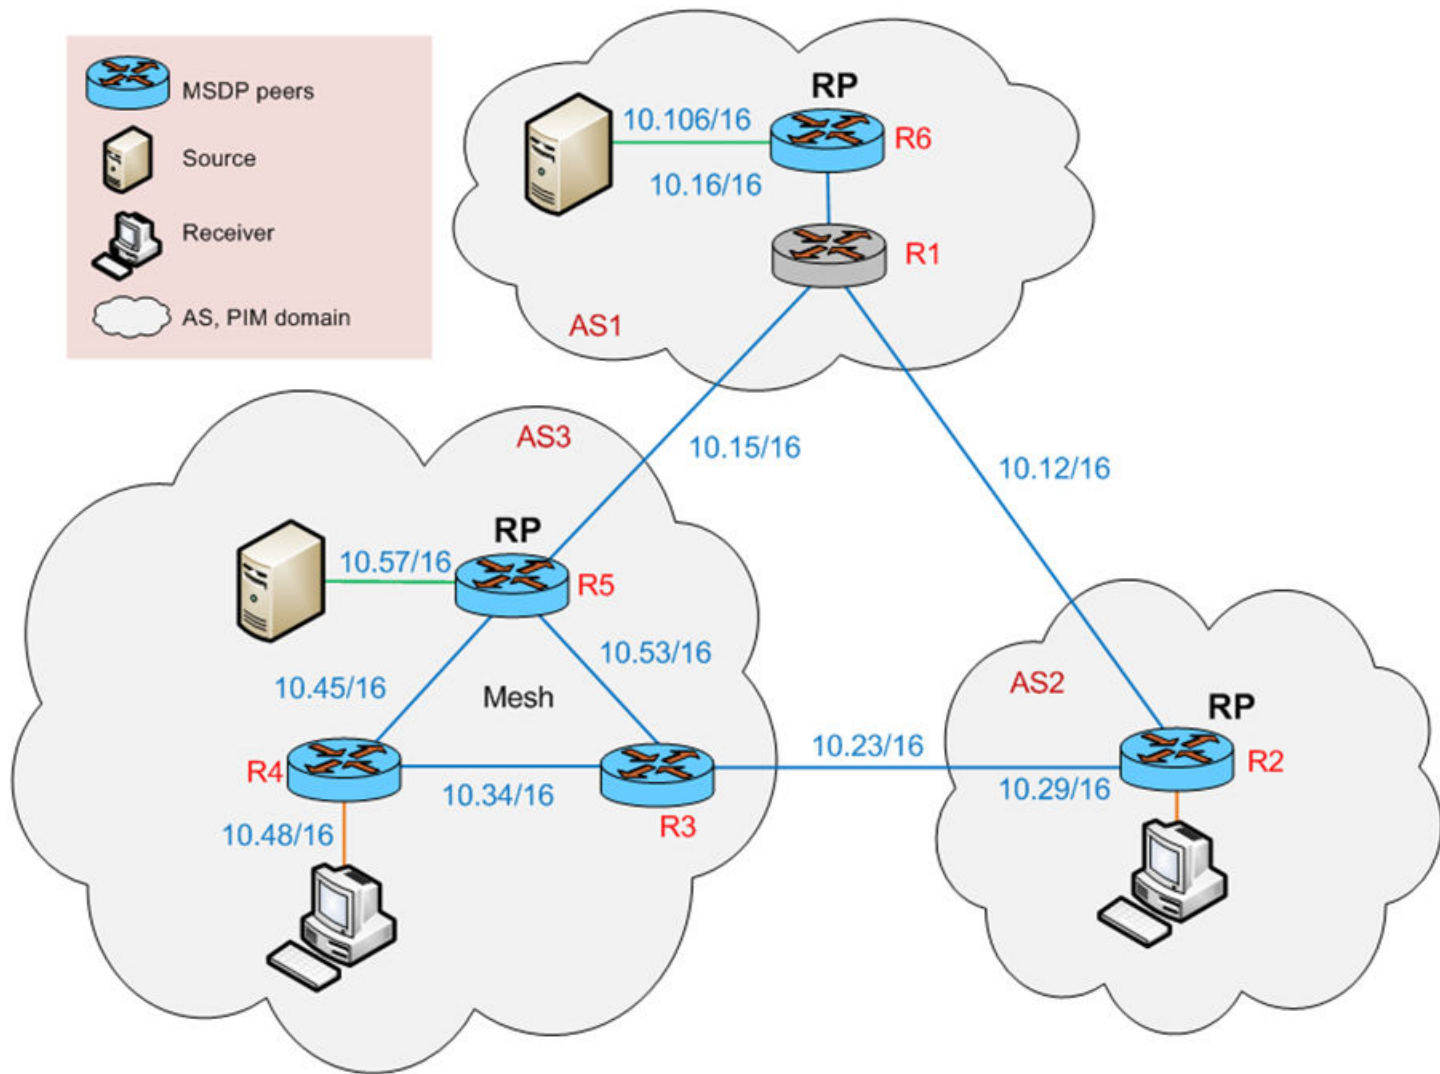 MSDP peers
Source
Receiver
AS, PIM domain
RP
10.106/16
R6
10.16/16
R1
AS1
AS3
10.15/16
10.12/16
RP
10.57/16
R5
10.53/16
10.45/16
Mesh
AS2
RP
10.23/16
R2
R4
10.34/16
10.29/16
R3
10.48/16